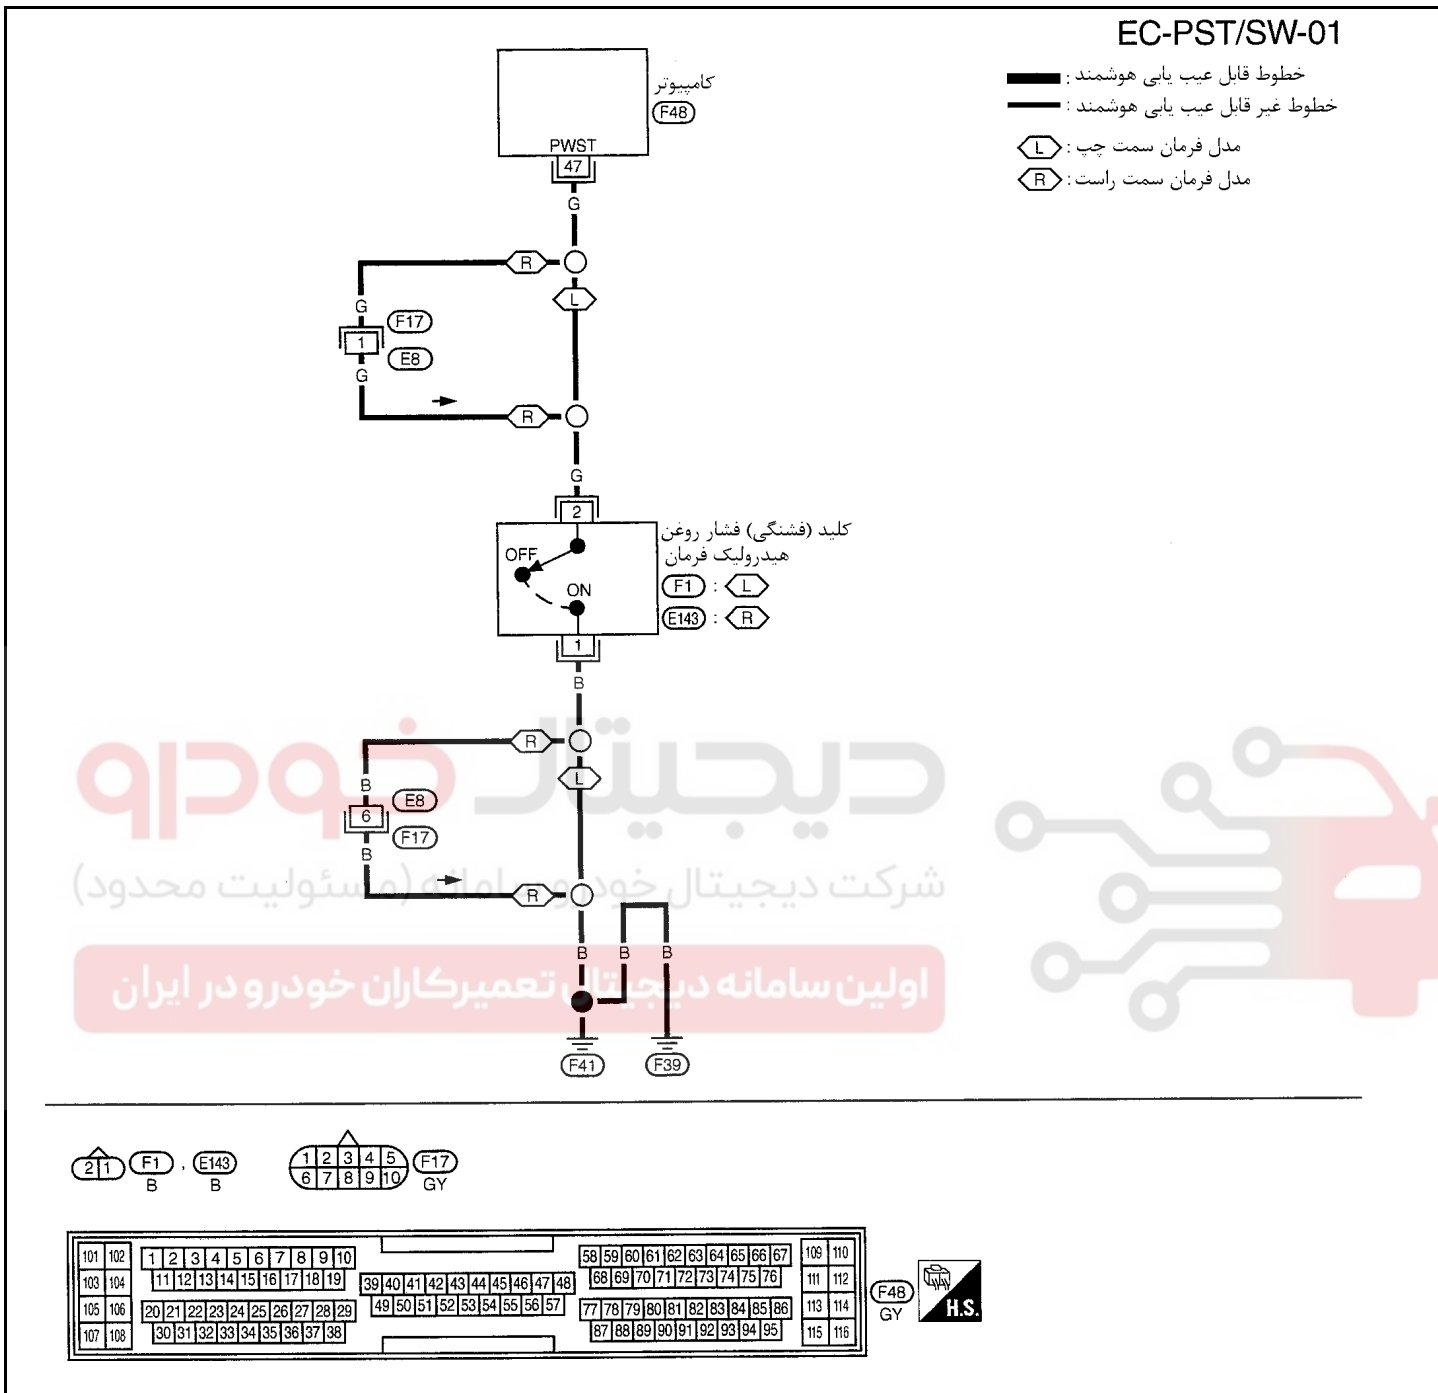 EC-PST/SW-01
خطوط قابل عیب یابی هوشمند :
خطوط غیر قابل عیب یابی هوشمند :
مدل فرمان سمت چپ : L
مدل فرمان سمت راست : R
کامپیوتر
F48
PWST
47
G
R
L
G
F17
1
E8
G
R
G
2
کلید (فشنگی) فشار روغن
هیدرولیک فرمان
OFF
ON
F1 : L
E143 : R
1
B
R
L
B
E8
6
F17
B
R
B B B
F41 F39
دیجیتال خودرو
شرکت دیجیتال خودرو سامانه (مسئولیت محدود)
اولین سامانه دیجیتال تعمیرکاران خودرو در ایران
2 1 F1 , E143
B B
1 2 3 4 5
6 7 8 9 10
F17
GY
101 102 1 2 3 4 5 6 7 8 9 10 58 59 60 61 62 63 64 65 66 67 109 110
103 104 11 12 13 14 15 16 17 18 19 39 40 41 42 43 44 45 46 47 48 68 69 70 71 72 73 74 75 76 111 112
105 106 20 21 22 23 24 25 26 27 28 29 49 50 51 52 53 54 55 56 57 77 78 79 80 81 82 83 84 85 86 113 114
107 108 30 31 32 33 34 35 36 37 38 87 88 89 90 91 92 93 94 95 115 116
F48
GY
H.S.